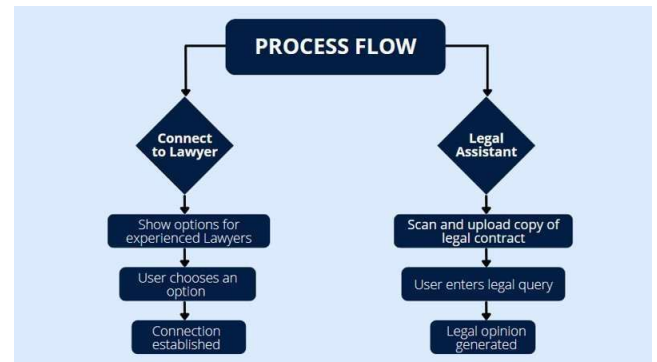 PROCESS FLOW
Connect
to Lawyer
Show options for
experienced Lawyers
User chooses an
option
Connection
established
Legal
Assistant
Scan and upload copy of
legal contract
User enters legal query
Legal opinion
generated